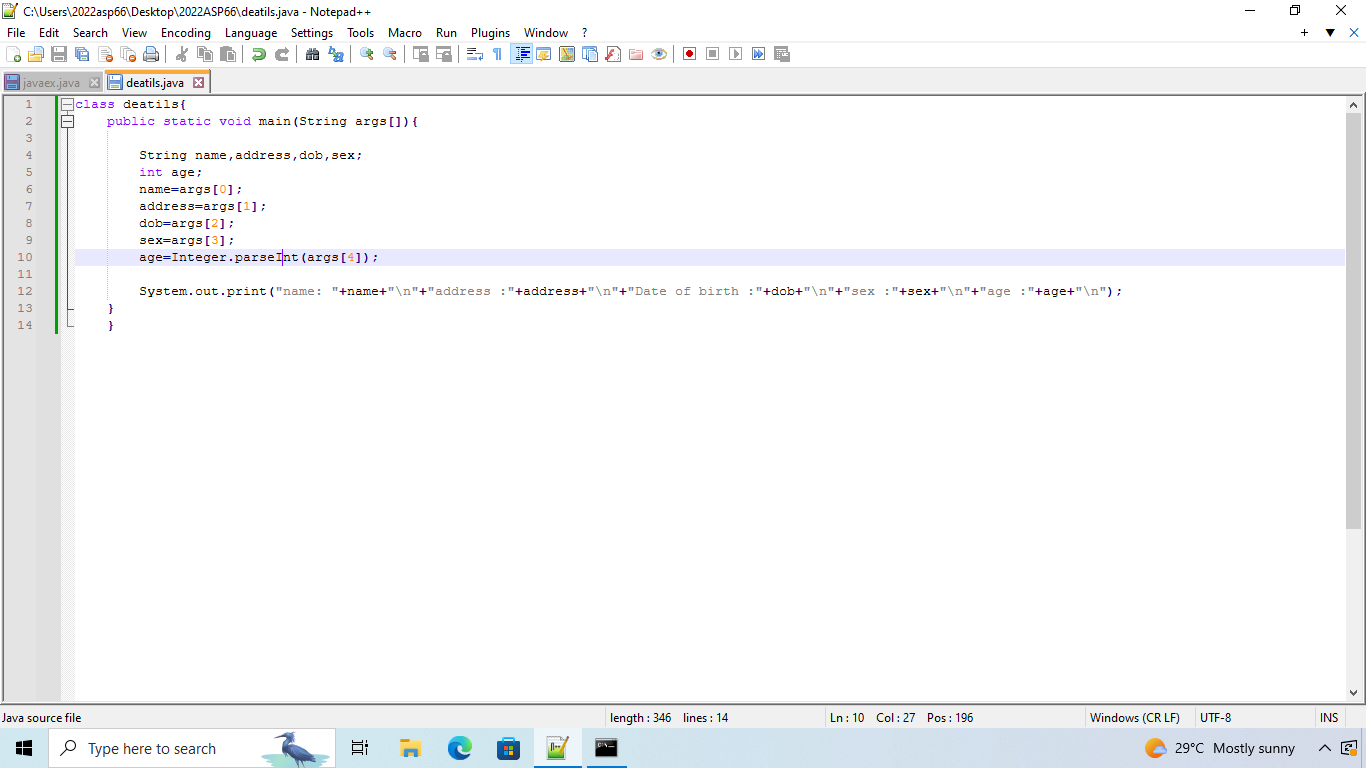 C:\Users\2022asp66\Desktop\2022ASP66\deatils.java - Notepad++
File Edit Search View Encoding Language Settings Tools Macro Run Plugins Window ?
javaex.java deatils.java
1 class deatils{
2 public static void main(String args[]){
3
4 String name,address,dob,sex;
5 int age;
6 name=args[0];
7 address=args[1];
8 dob=args[2];
9 sex=args[3];
10 age=Integer.parseInt(args[4]);
11
12 System.out.print("name: "+name+"\n"+"address :"+address+"\n"+"Date of birth :"+dob+"\n"+"sex :"+sex+"\n"+"age :"+age+"\n");
13 }
14 }
Java source file length : 346 lines : 14 Ln : 10 Col : 27 Pos : 196 Windows (CR LF) UTF-8 INS
Type here to search 29°C Mostly sunny